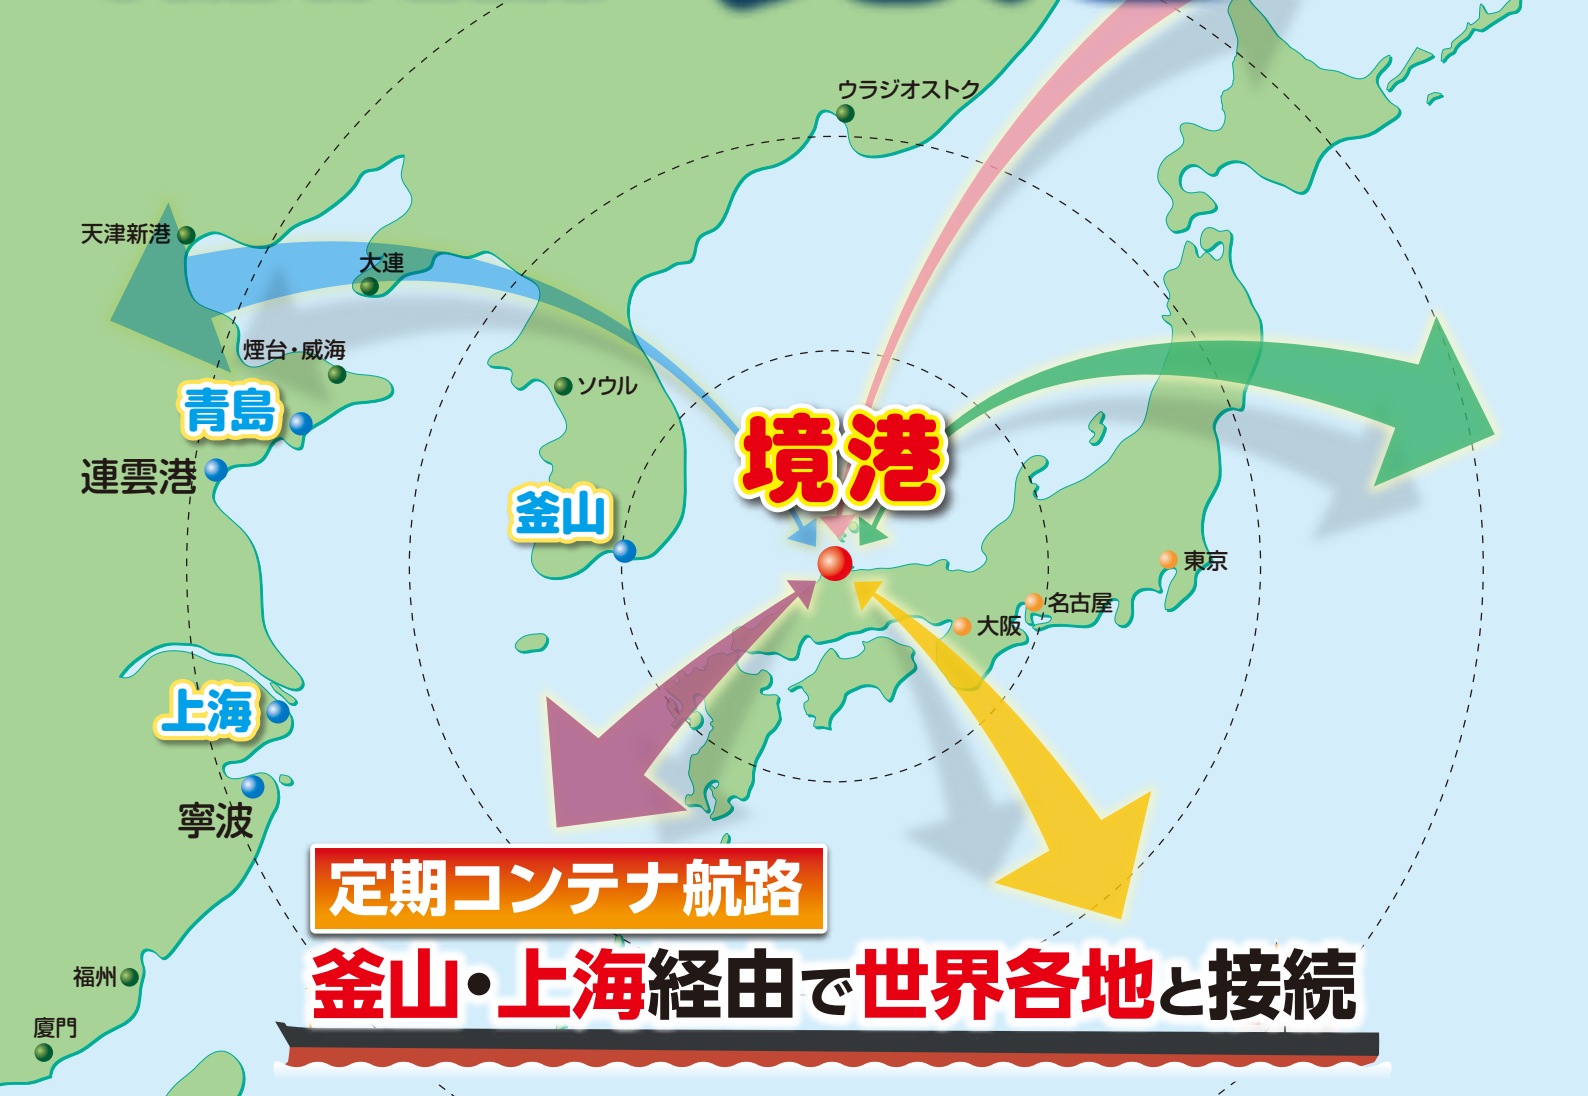 ウラジオストク
天津新港
大連
煙台・威海
ソウル
青島
境港
連雲港
釜山
東京
名古屋
大阪
上海
寧波
定期コンテナ航路
釜山・上海経由で世界各地と接続
福州
廈門